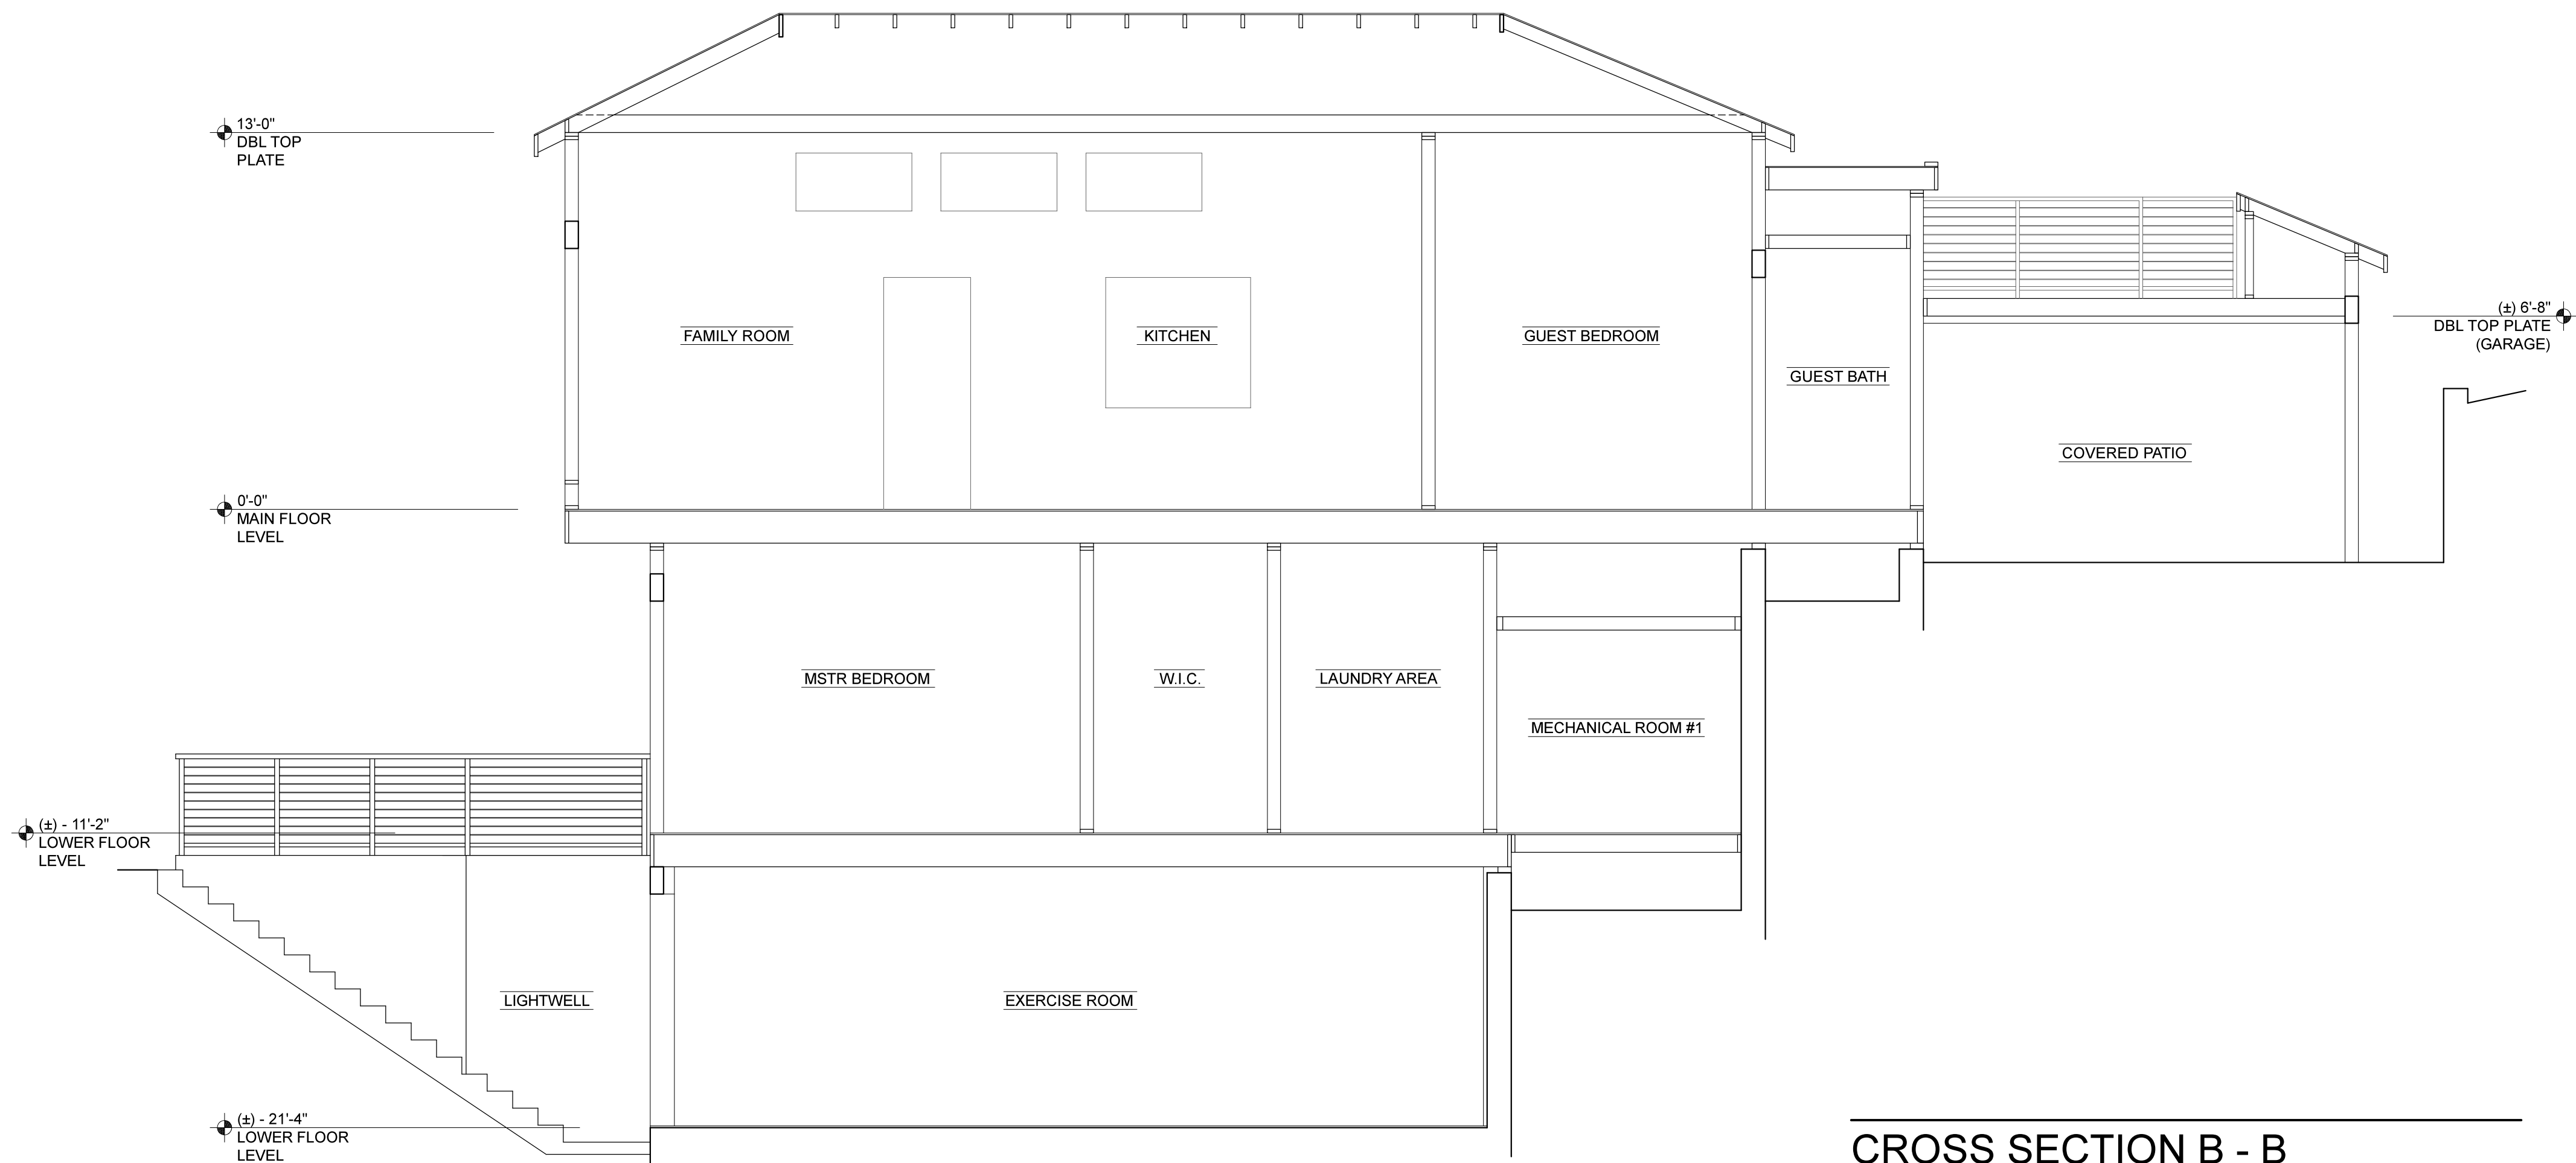 13'-0"
DBL TOP
PLATE
(±) 6'-8"
DBL TOP PLATE
(GARAGE)
FAMILY ROOM
KITCHEN
GUEST BEDROOM
GUEST BATH
COVERED PATIO
0'-0"
MAIN FLOOR
LEVEL
MSTR BEDROOM
W.I.C.
LAUNDRY AREA
MECHANICAL ROOM #1
(±) - 11'-2"
LOWER FLOOR
LEVEL
LIGHTWELL
EXERCISE ROOM
(±) - 21'-4"
LOWER FLOOR
LEVEL
CROSS SECTION B - B